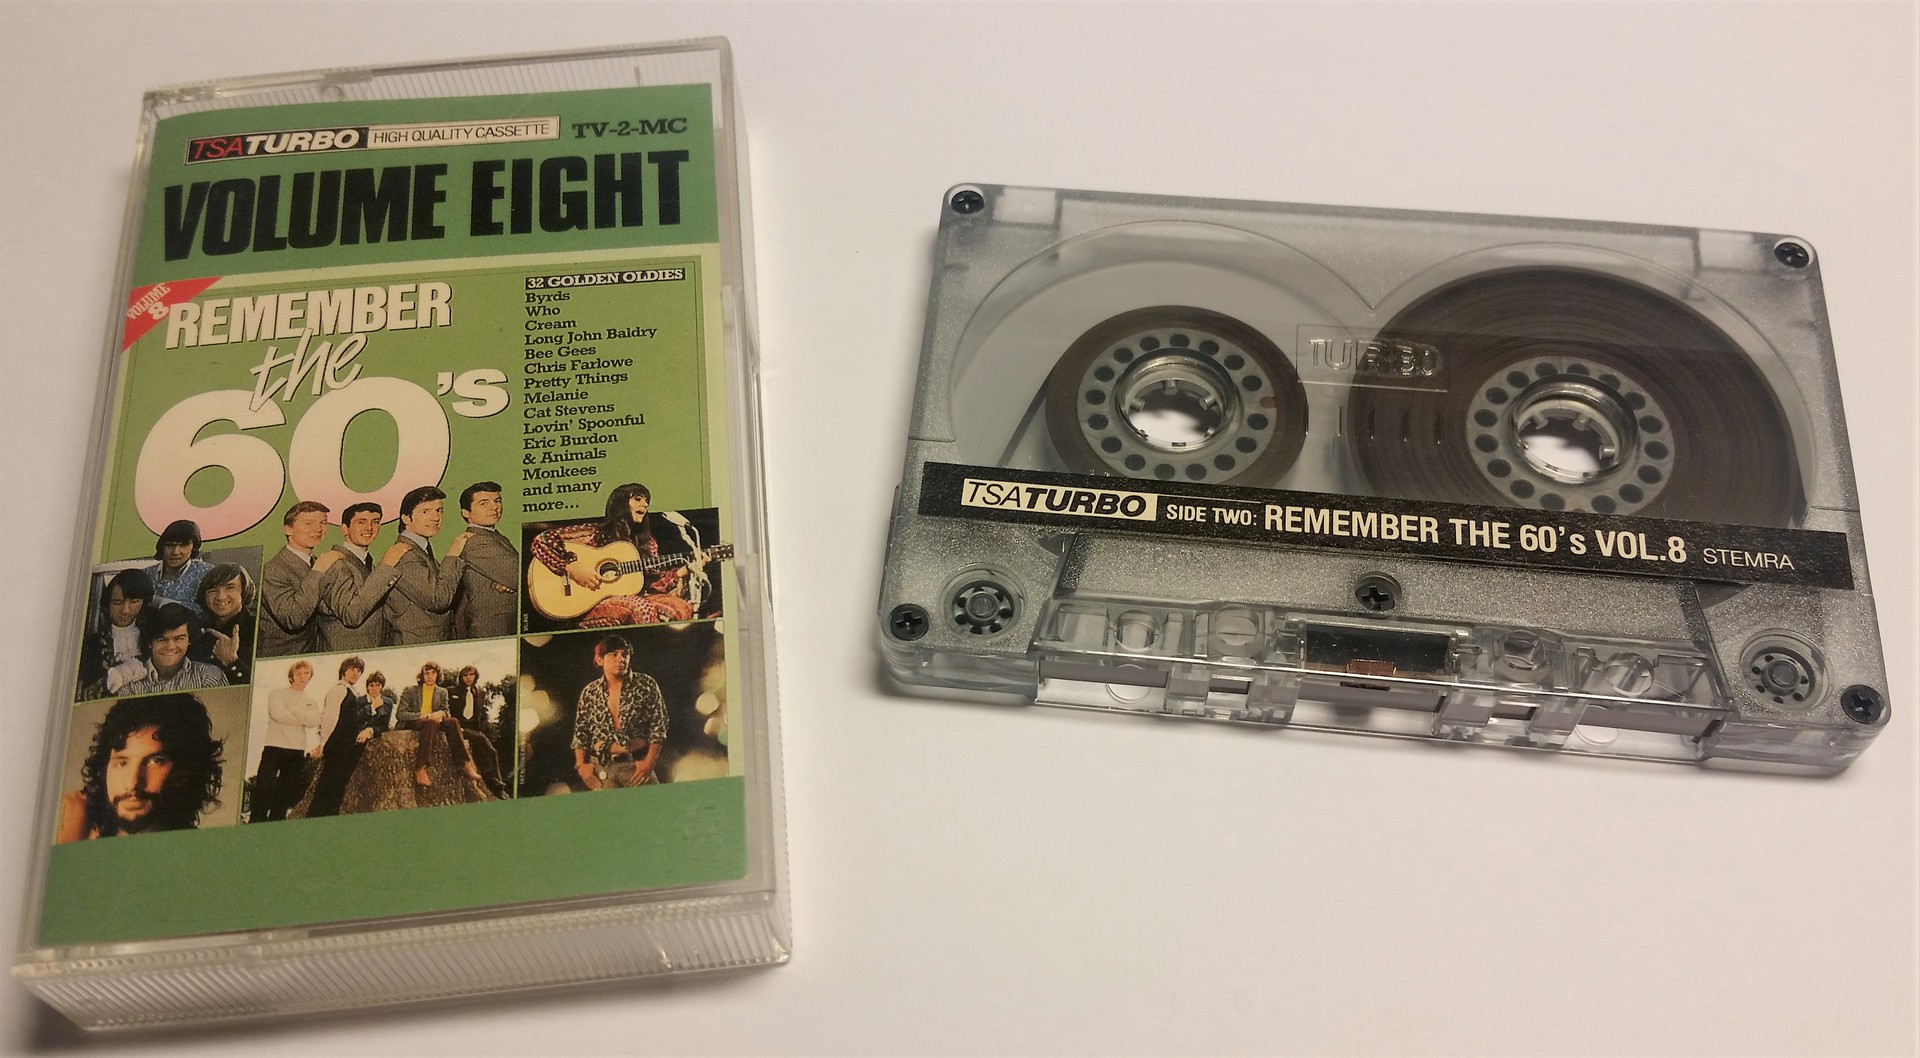 TSATURBO HIGH QUALITY CASSETTE TV-2-MC
VOLUME EIGHT
VOLUME
8
REMEMBER
the
60's
32 GOLDEN OLDIES
Byrds
Who
Cream
Long John Baldry
Bee Gees
Chris Farlowe
Pretty Things
Melanie
Cat Stevens
Lovin' Spoonful
Eric Burdon
& Animals
Monkees
and many
more...
TURBO
TSATURBO SIDE TWO: REMEMBER THE 60's VOL.8 STEMRA